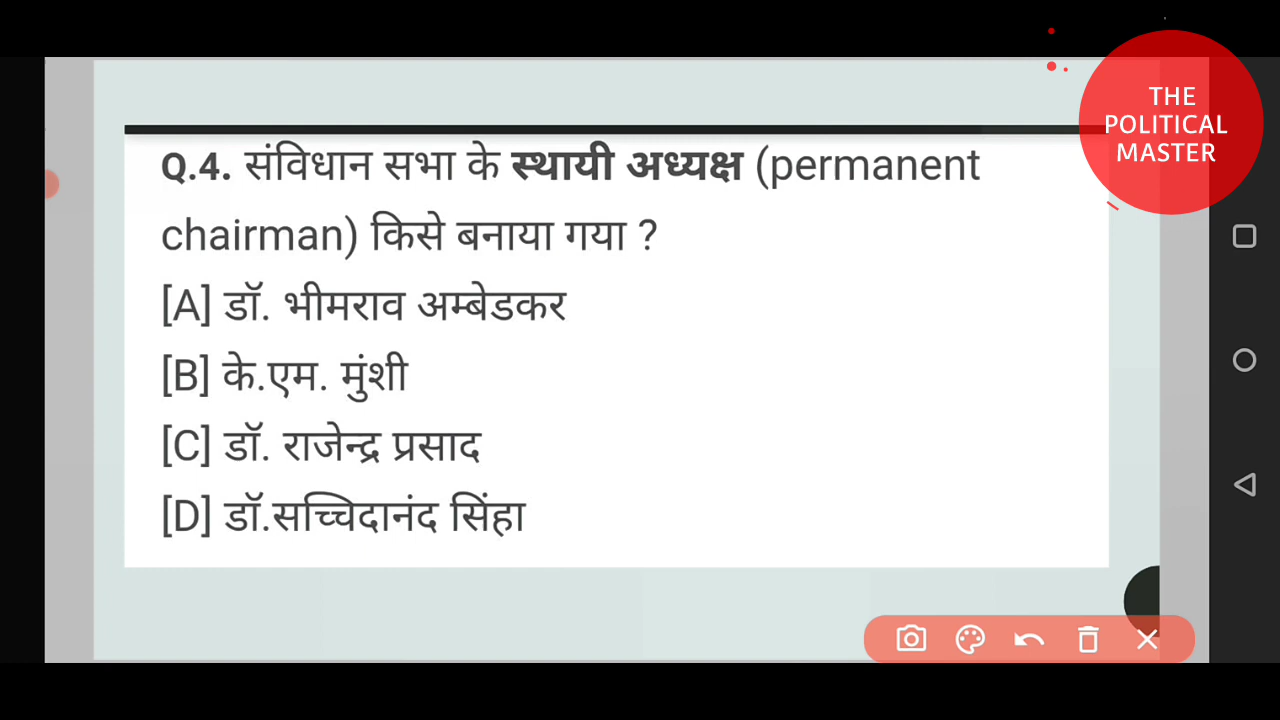 THE
POLITICAL
MASTER
Q.4. संविधान सभा के स्थायी अध्यक्ष (permanent
chairman) किसे बनाया गया ?
[A] डॉ. भीमराव अम्बेडकर
[B] के.एम. मुंशी
[C] डॉ. राजेन्द्र प्रसाद
[D] डॉ.सच्चिदानंद सिंहा